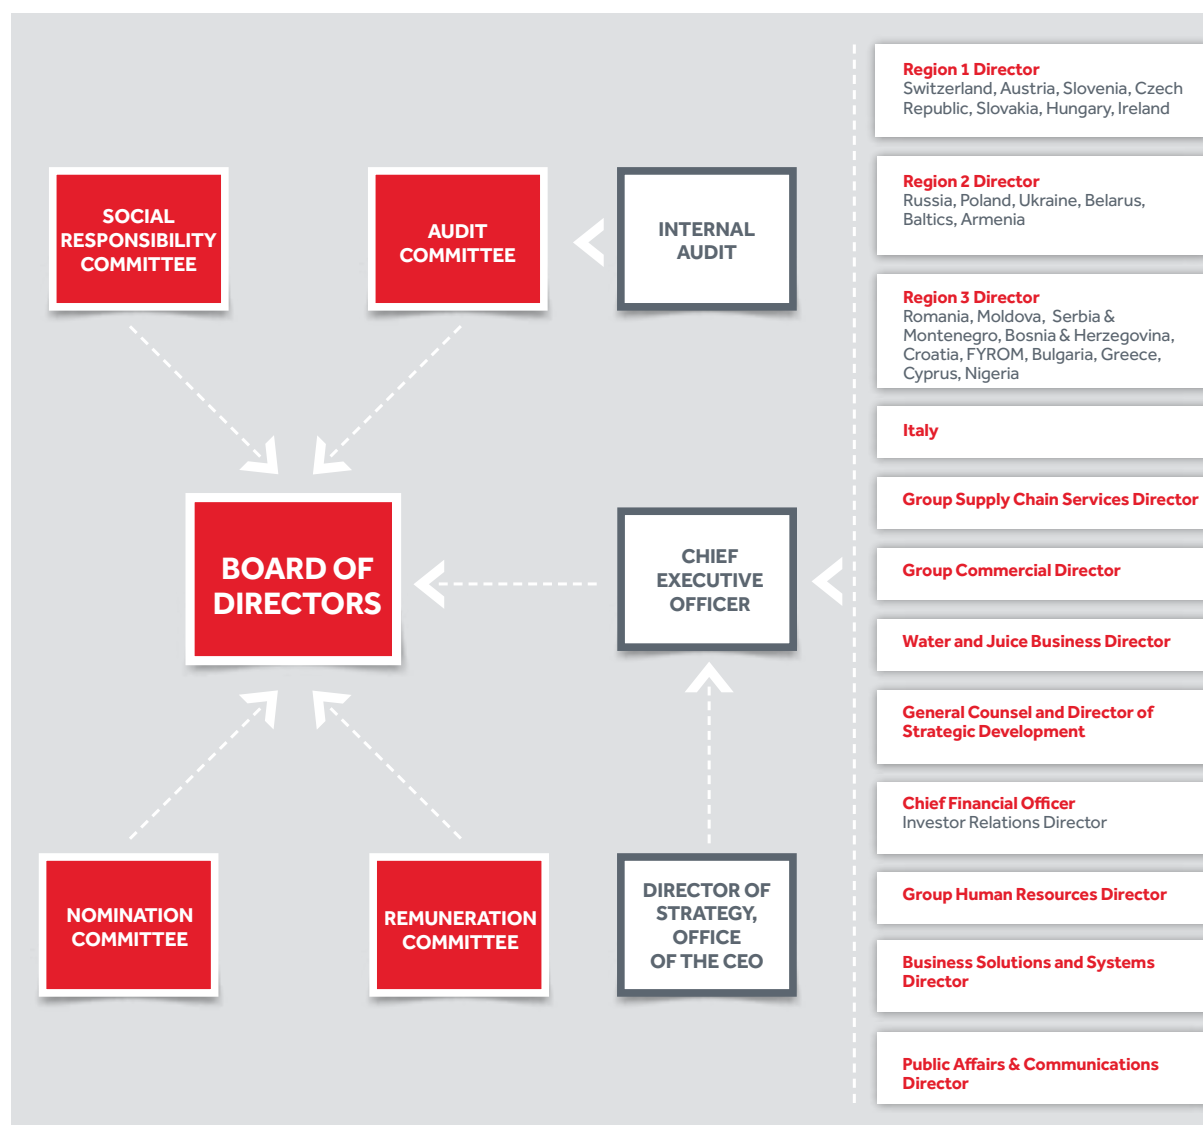 SOCIAL
RESPONSIBILITY
COMMITTEE
AUDIT
COMMITTEE
INTERNAL
AUDIT
BOARD OF
DIRECTORS
CHIEF
EXECUTIVE
OFFICER
NOMINATION
COMMITTEE
REMUNERATION
COMMITTEE
DIRECTOR OF
STRATEGY,
OFFICE
OF THE CEO
Region 1 Director
Switzerland, Austria, Slovenia, Czech
Republic, Slovakia, Hungary, Ireland
Region 2 Director
Russia, Poland, Ukraine, Belarus,
Baltics, Armenia
Region 3 Director
Romania, Moldova, Serbia &
Montenegro, Bosnia & Herzegovina,
Croatia, FYROM, Bulgaria, Greece,
Cyprus, Nigeria
Italy
Group Supply Chain Services Director
Group Commercial Director
Water and Juice Business Director
General Counsel and Director of
Strategic Development
Chief Financial Officer
Investor Relations Director
Group Human Resources Director
Business Solutions and Systems
Director
Public Affairs & Communications
Director